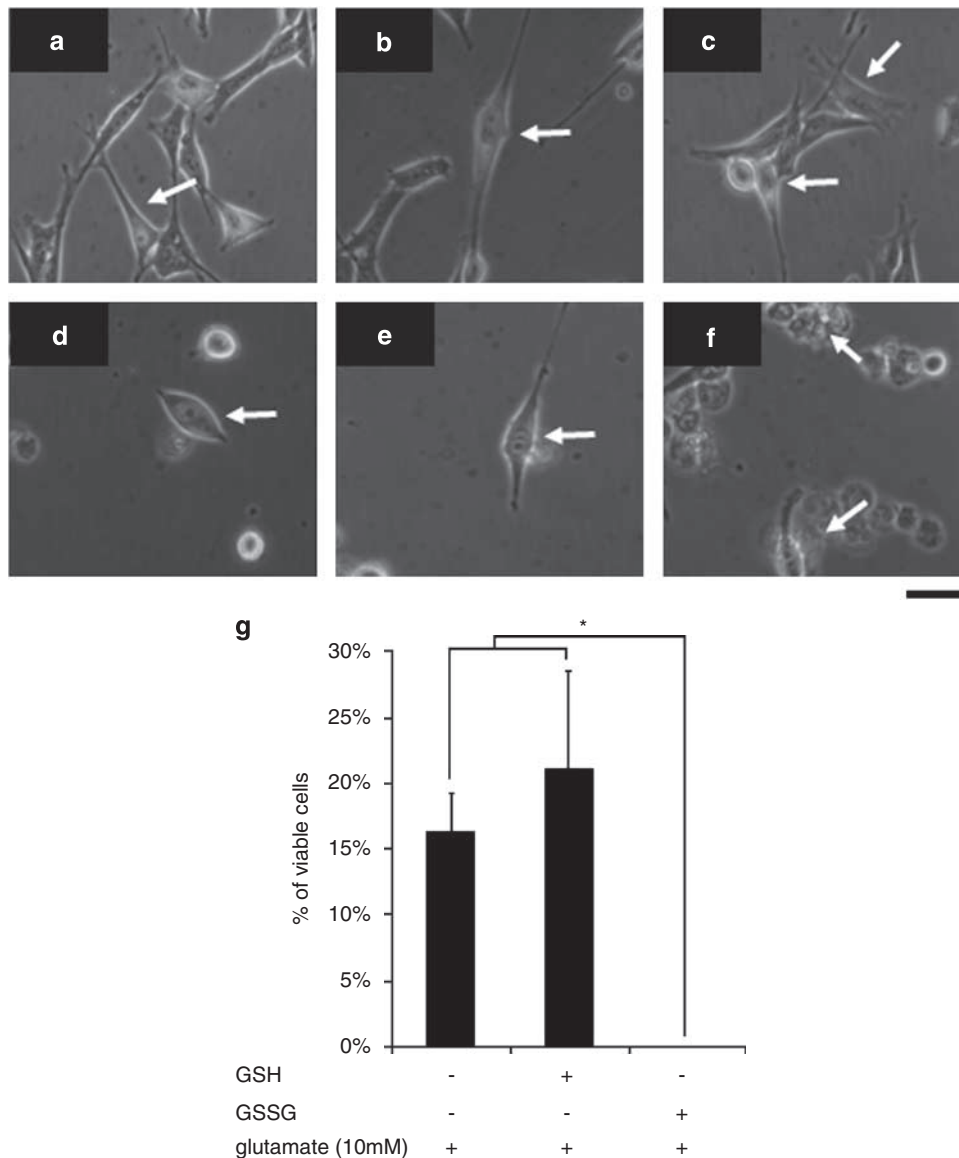 a
b
c
d
e
f
g
*
30%
25%
20%
15%
10%
5%
0%
% of viable cells
GSH - + -
GSSG - - +
glutamate (10mM) + + +